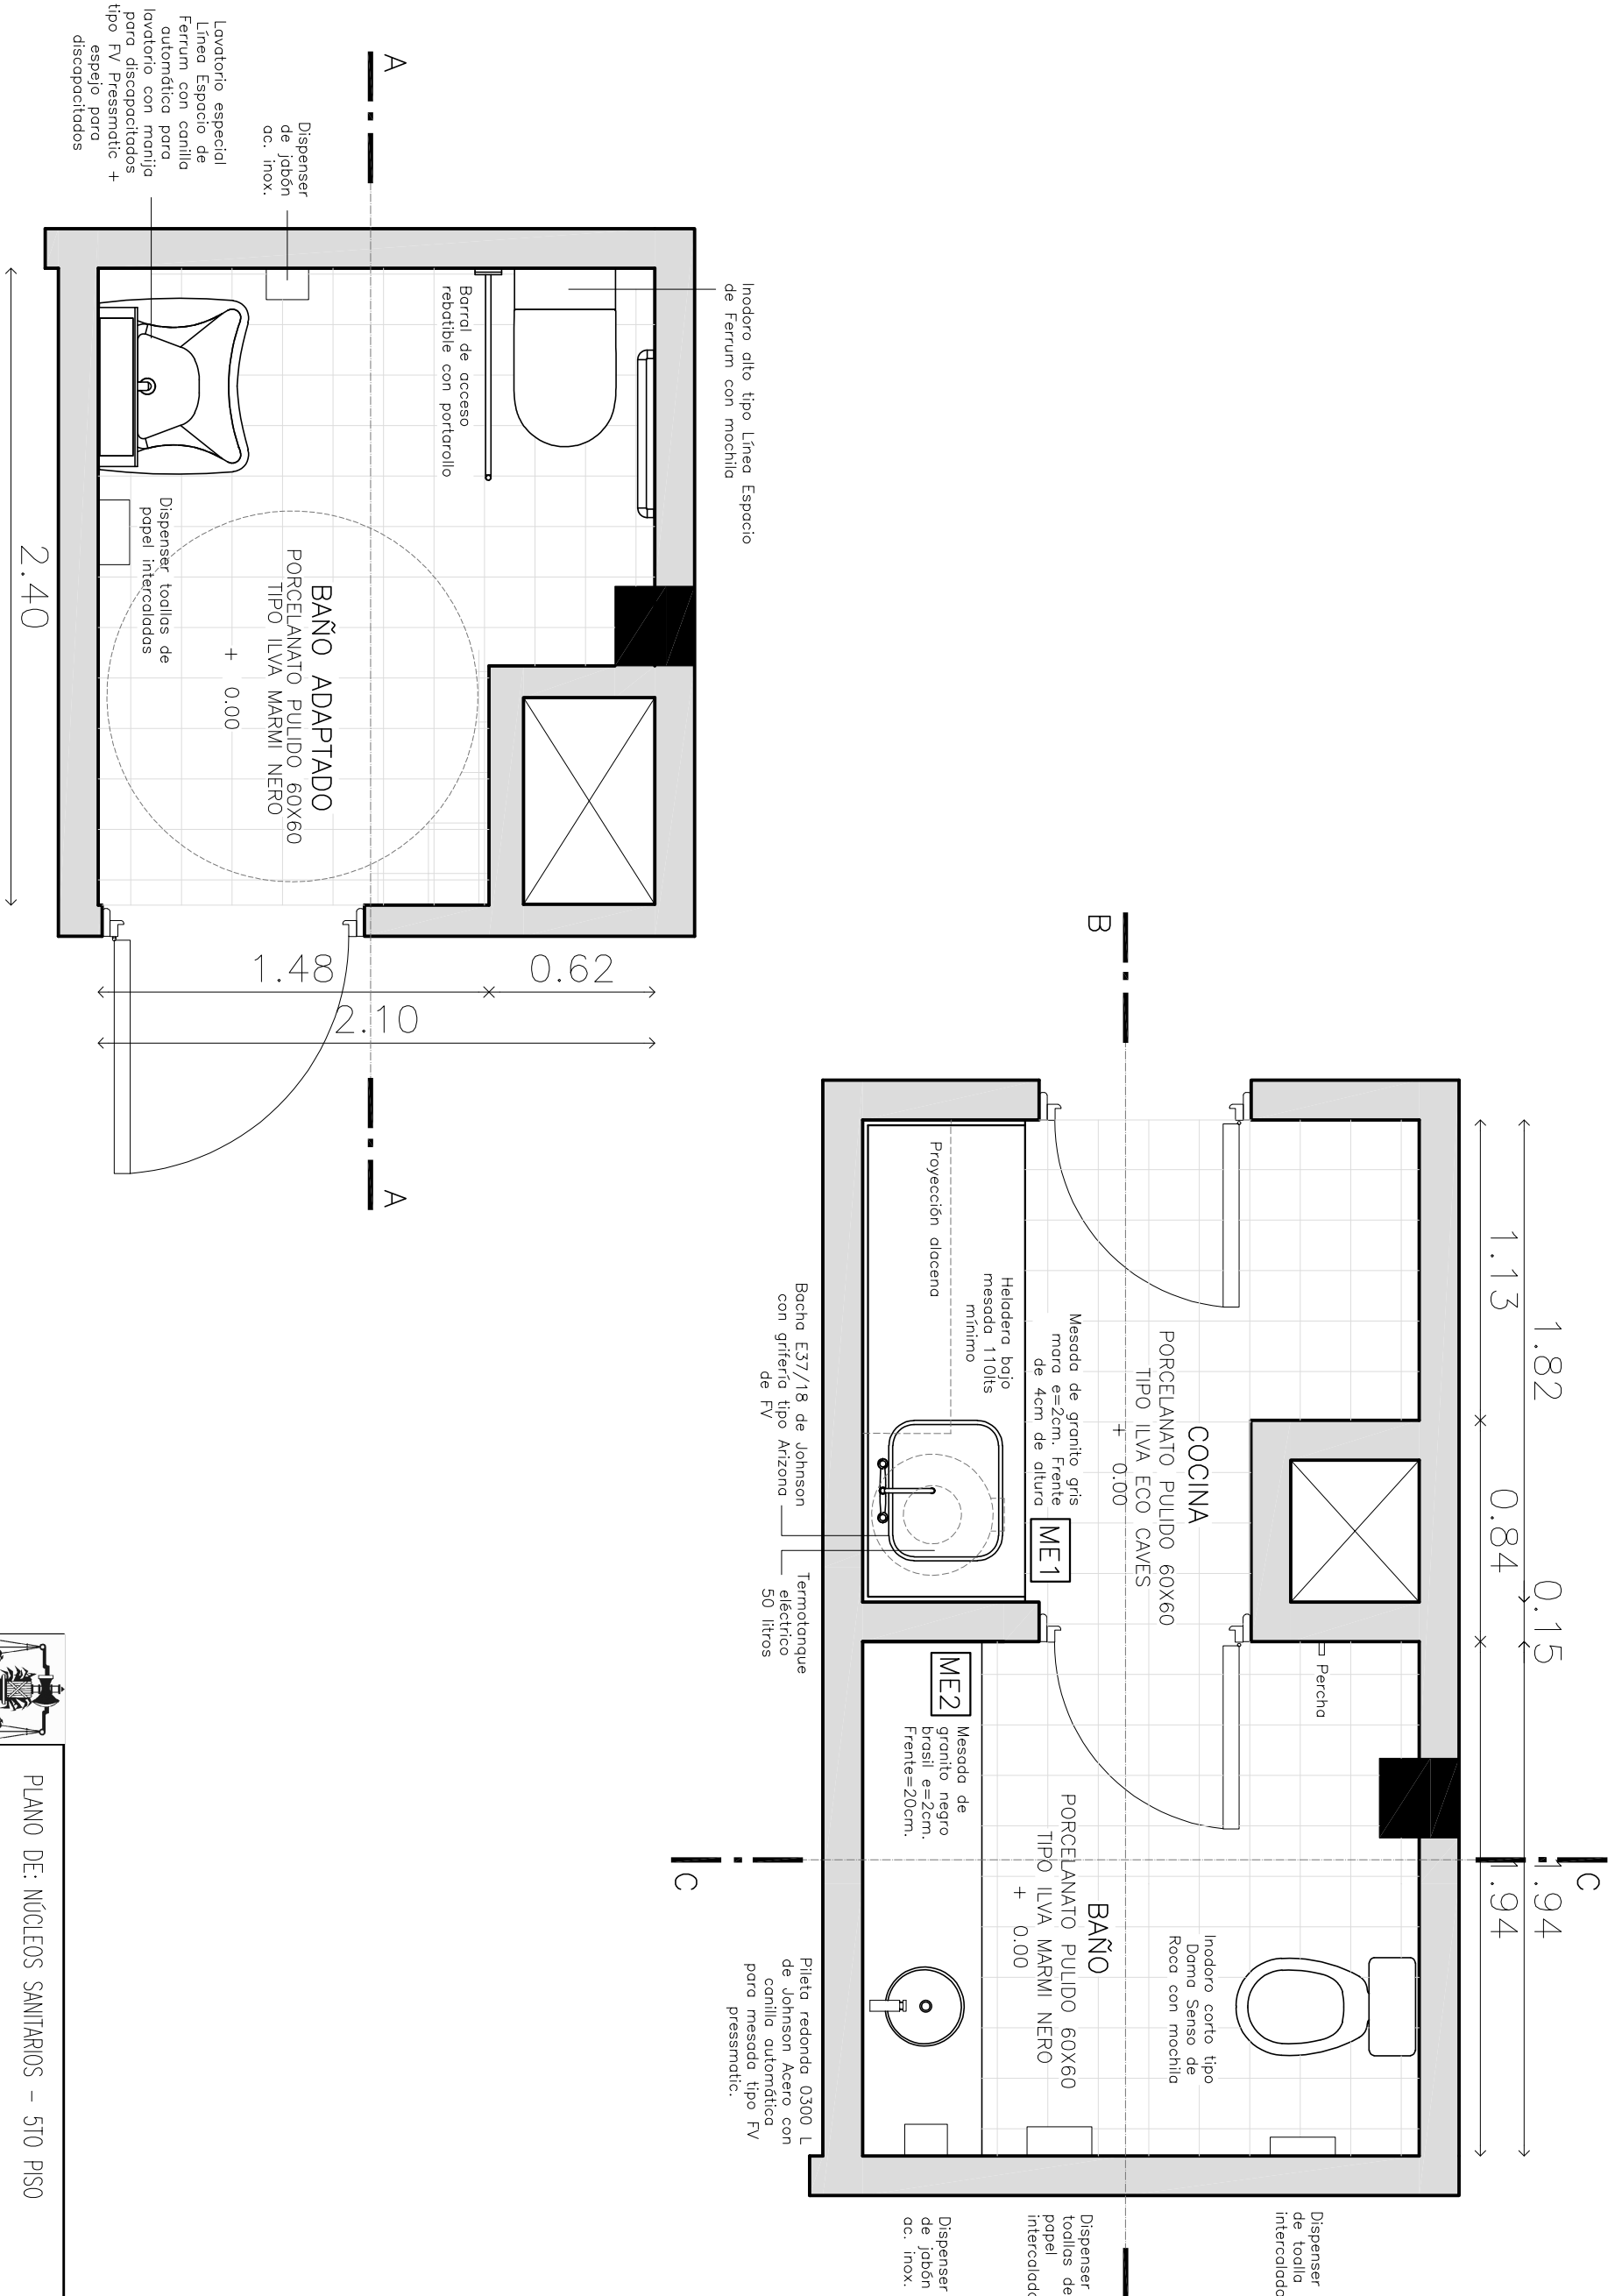 A
Lavatorio especial
Línea Espacio de
Ferrum con canilla
automática para
lavatorio con manija
para discapacitados
tipo FV Pressmatic +
espejo para
discapacitados
Dispenser
de jabón
ac. inox.
Inodoro alto tipo Línea Espacio
de Ferrum con mochila
Barral de acceso
rebatible con portarollo
Dispenser toallas de
papel intercaladas
BAÑO ADAPTADO
PORCELANATO PULIDO 60X60
TIPO ILVA MARMI NERO
+ 0.00
2.40
1.48
0.62
2.10
A
B
1.82
0.15
1.94
1.13
0.84
1.94
C
COCINA
PORCELANATO PULIDO 60X60
TIPO ILVA ECO CAVES
+ 0.00
Mesada de granito gris
mara e=2cm. Frente
de 4cm de altura
ME1
Heladera bajo
mesada 110lts
mínimo
Proyección alacena
Bacha E37/18 de Johnson
con grifería tipo Arizona
de FV
Termotanque
eléctrico
50 litros
Percha
ME2
Mesada de
granito negro
brasil e=2cm.
Frente=20cm.
BAÑO
PORCELANATO PULIDO 60X60
TIPO ILVA MARMI NERO
+ 0.00
Inodoro corto tipo
Dama Senso de
Roca con mochila
C
Pileta redonda 0300 L
de Johnson Acero con
canilla automática
para mesada tipo FV
pressmatic.
Dispenser
de toalla
Dispenser
toallas de
papel
Dispenser
de jabón
ac. inox.
PLANO DE: NÚCLEOS SANITARIOS - 5TO PISO